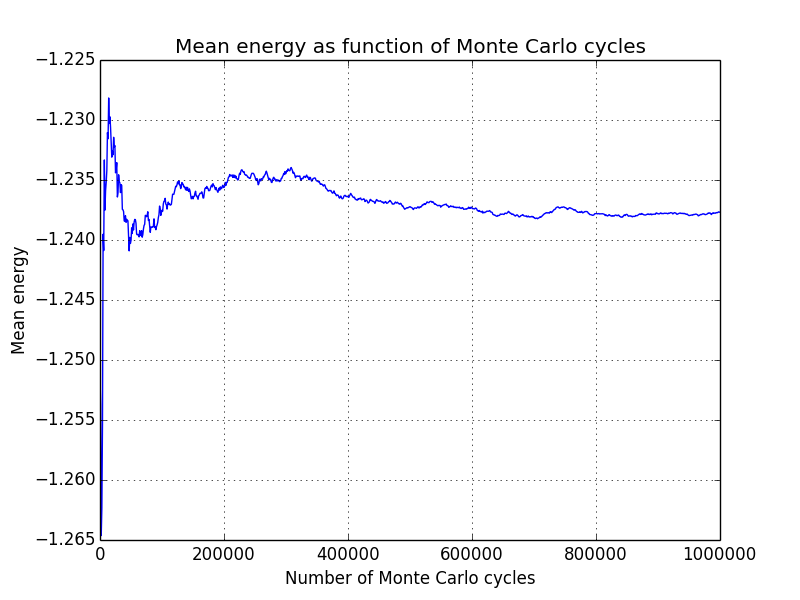 Mean energy as function of Monte Carlo cycles
−1.225
−1.230
−1.235
−1.240
−1.245
−1.250
−1.255
−1.260
−1.265
Mean energy
0 200000 400000 600000 800000 1000000
Number of Monte Carlo cycles